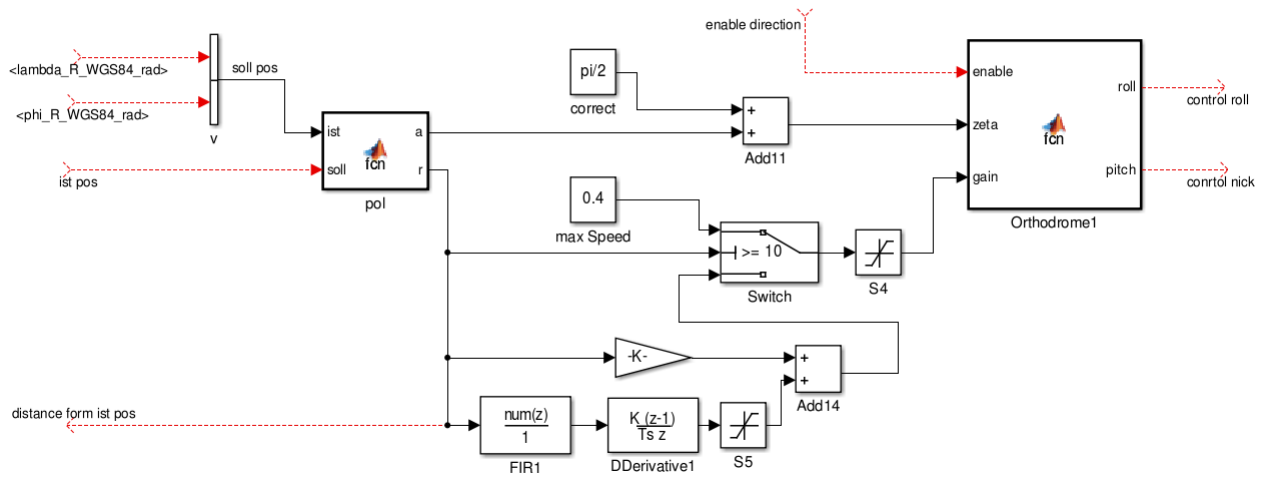 enable direction
<lambda_R_WGS84_rad>
soll pos
<phi_R_WGS84_rad>
v
ist
soll
a
r
fcn
pol
ist pos
pi/2
correct
+
+
Add11
enable
zeta
gain
roll
pitch
fcn
Orthodrome1
control roll
conrtol nick
0.4
max Speed
>= 10
Switch
S4
-K-
+
+
Add14
distance form ist pos
num(z)
1
FIR1
K (z-1)
Ts z
DDerivative1
S5